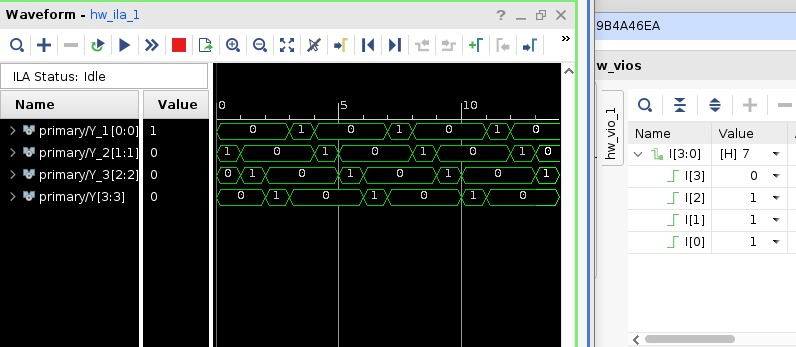 Waveform - hw_ila_1
ILA Status: Idle
Name Value
0 5 10
primary/Y_1[0:0] 1 0 1 0 1 0 1 0
primary/Y_2[1:1] 0 1 0 1 0 1 0 1 0
primary/Y_3[2:2] 0 0 1 0 1 0 1 0 1
primary/Y[3:3] 0 0 1 0 1 0 1 0
9B4A46EA
hw_vios
hw_vio_1
Name Value
I[3:0] [H] 7
I[3] 0
I[2] 1
I[1] 1
I[0] 1